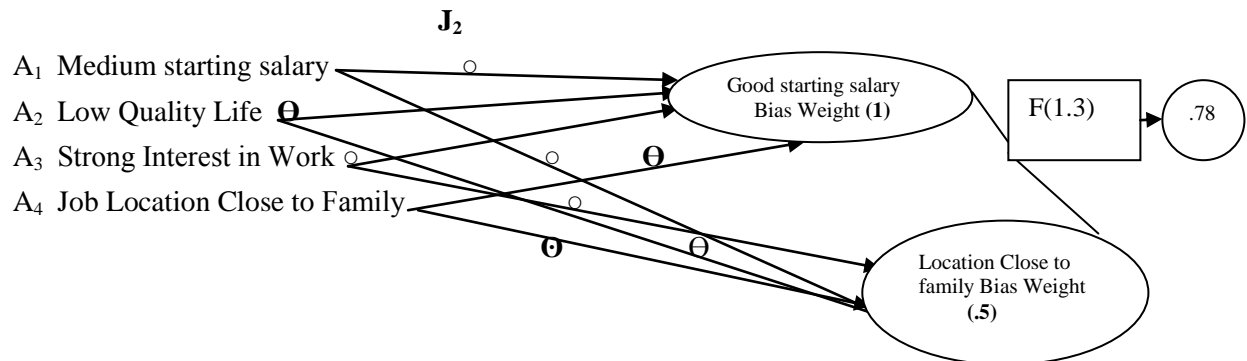 J₂
A₁ Medium starting salary
A₂ Low Quality Life
A₃ Strong Interest in Work
A₄ Job Location Close to Family
Good starting salary
Bias Weight (1)
F(1.3)
.78
Location Close to
family Bias Weight
(.5)